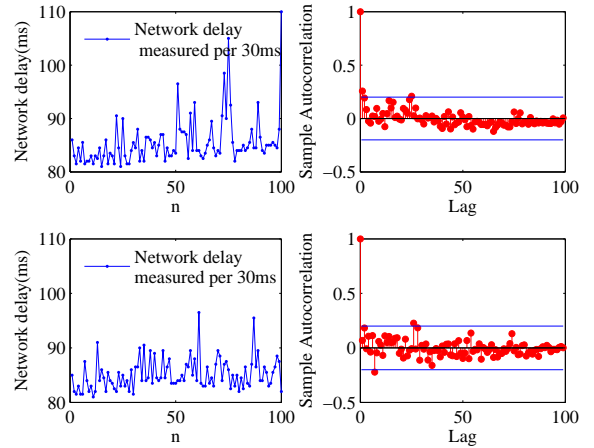 Network delay(ms)
110
100
90
80
0
50
100
n
Network delay
measured per 30ms
Sample Autocorrelation
1
0.5
0
−0.5
0
50
100
Lag
Network delay(ms)
110
100
90
80
0
50
100
n
Network delay
measured per 30ms
Sample Autocorrelation
1
0.5
0
−0.5
0
50
100
Lag